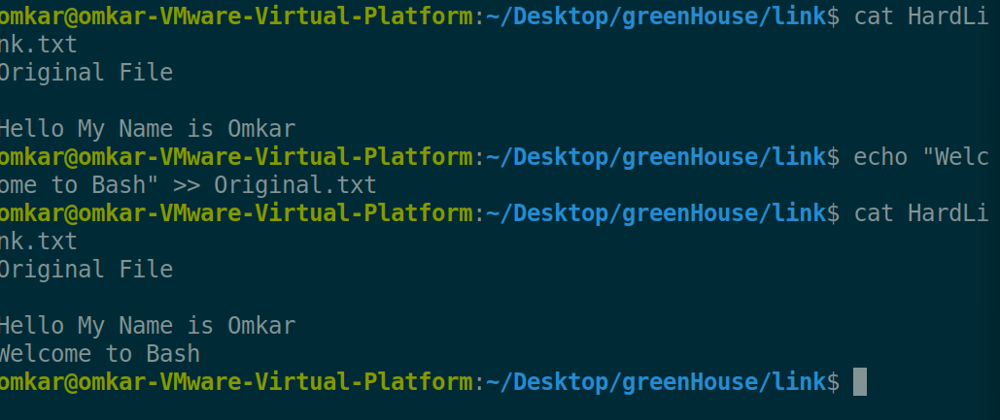 omkar@omkar-VMware-Virtual-Platform:~/Desktop/greenHouse/link$ cat HardLi
nk.txt
Original File

Hello My Name is Omkar
omkar@omkar-VMware-Virtual-Platform:~/Desktop/greenHouse/link$ echo "Welc
ome to Bash" >> Original.txt
omkar@omkar-VMware-Virtual-Platform:~/Desktop/greenHouse/link$ cat HardLi
nk.txt
Original File

Hello My Name is Omkar
Welcome to Bash
omkar@omkar-VMware-Virtual-Platform:~/Desktop/greenHouse/link$